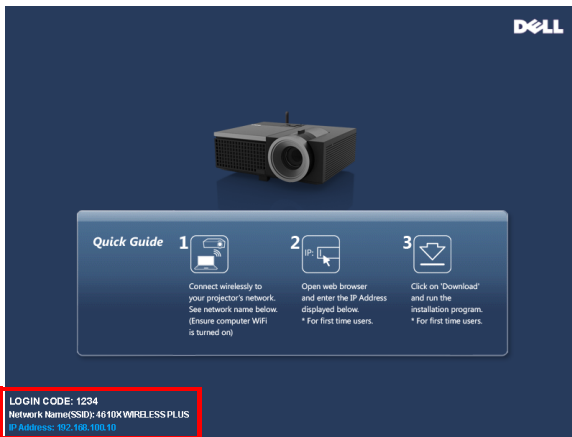 DELL
Quick Guide
1
Connect wirelessly to
your projector's network.
See network name below.
(Ensure computer WiFi
is turned on)
2
IP:
Open web browser
and enter the IP Address
displayed below.
* For first time users.
3
Click on 'Download'
and run the
installation program.
* For first time users.
LOGIN CODE: 1234
Network Name(SSID): 4610X WIRELESS PLUS
IP Address: 192.168.100.10